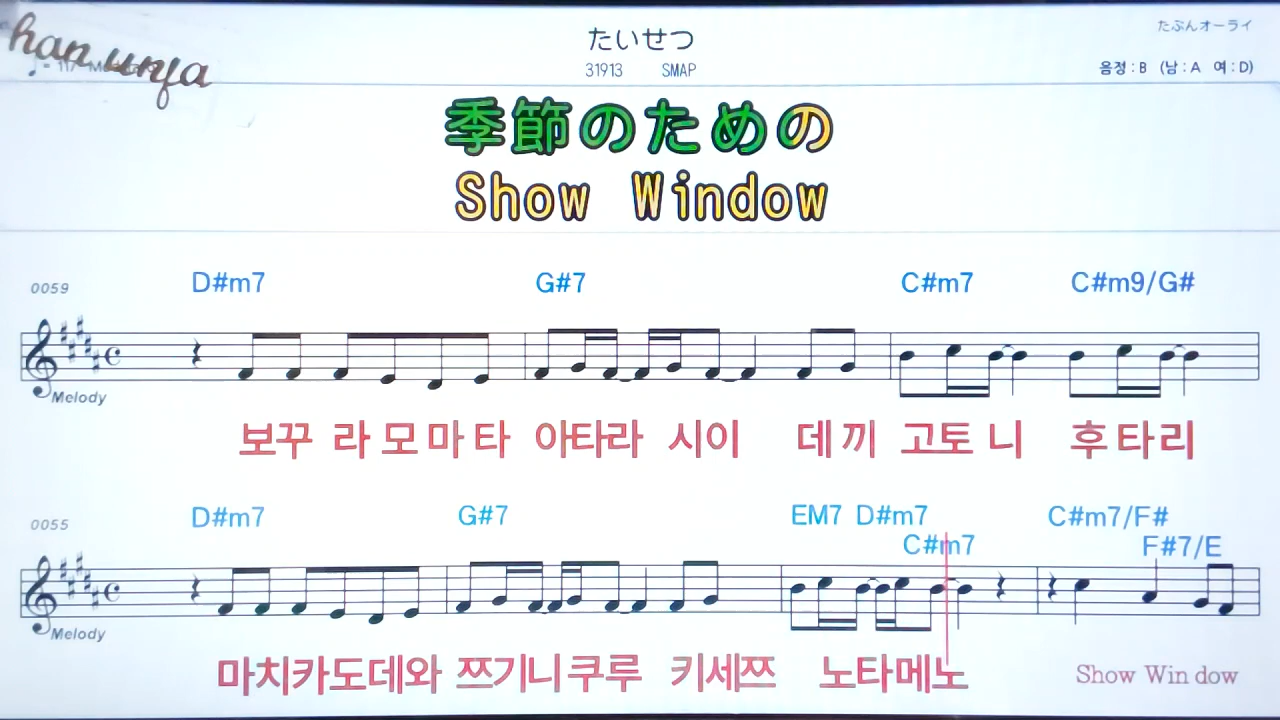 han unya
たいせつ
たぶんオーライ
31913 SMAP
음정 : B (남 : A 여 : D)
季節のための
Show Window
0059
D#m7 G#7 C#m7 C#m9/G#
Melody
보꾸 라 모 마 타 아타라 시이 데 끼 고토 니 후 타 리
0055
D#m7 G#7 EM7 D#m7 C#m7/F#
C#m7 F#7/E
Melody
마치카도데와 쯔기니쿠루 키세쯔 노타메노 Show Win dow